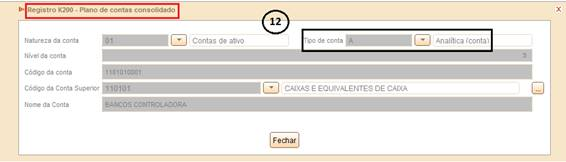 Registro K200 - Plano de contas consolidado
12
Natureza da conta 01 Contas de ativo Tipo de conta A Analítica (conta)
Nível da conta 3
Código da conta 1101010001
Código da Conta Superior 110101 CAIXAS E EQUIVALENTES DE CAIXA ...
Nome da Conta BANCOS CONTROLADORA
Fechar